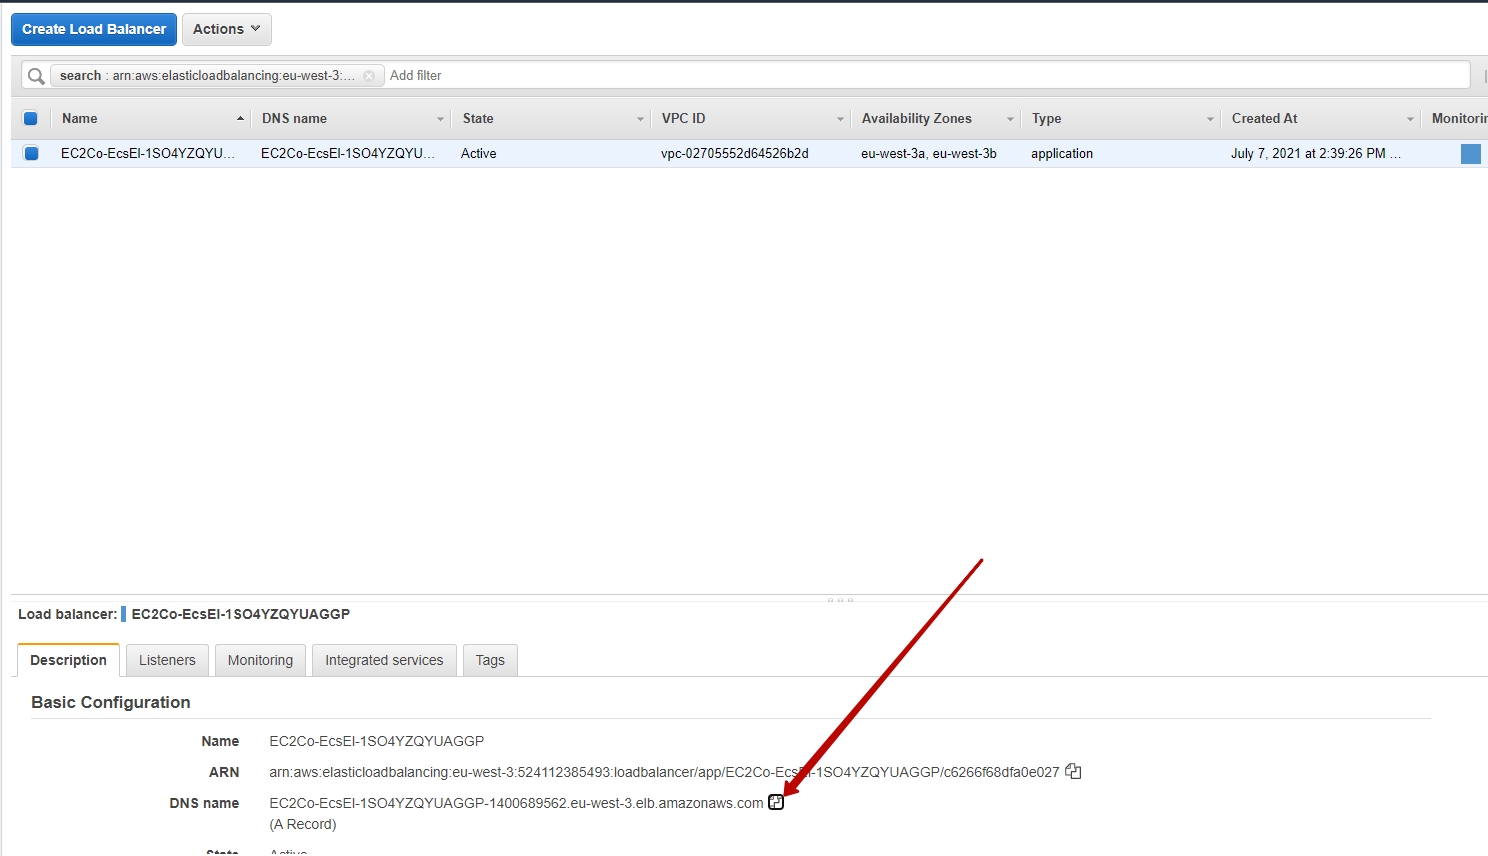 Create Load Balancer Actions
search : arn:aws:elasticloadbalancing:eu-west-3:... Add filter
Name DNS name State VPC ID Availability Zones Type Created At Monitorin
EC2Co-EcsEl-1SO4YZQYU... EC2Co-EcsEl-1SO4YZQYU... Active vpc-02705552d64526b2d eu-west-3a, eu-west-3b application July 7, 2021 at 2:39:26 PM ...
Load balancer: EC2Co-EcsEl-1SO4YZQYUAGGP
Description Listeners Monitoring Integrated services Tags
Basic Configuration
Name EC2Co-EcsEl-1SO4YZQYUAGGP
ARN arn:aws:elasticloadbalancing:eu-west-3:524112385493:loadbalancer/app/EC2Co-EcsEl-1SO4YZQYUAGGP/c6266f68dfa0e027
DNS name EC2Co-EcsEl-1SO4YZQYUAGGP-1400689562.eu-west-3.elb.amazonaws.com
(A Record)
State Active